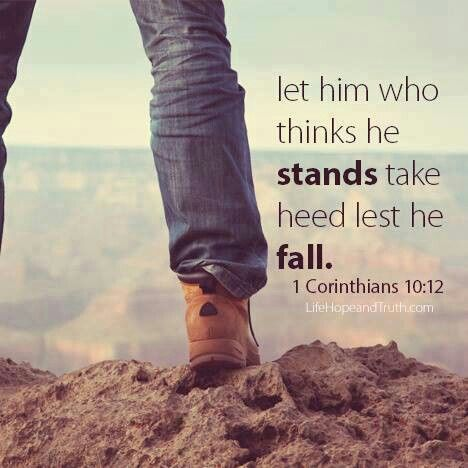 let him who
thinks he
stands take
heed lest he
fall.
1 Corinthians 10:12
LifeHopeandTruth.com